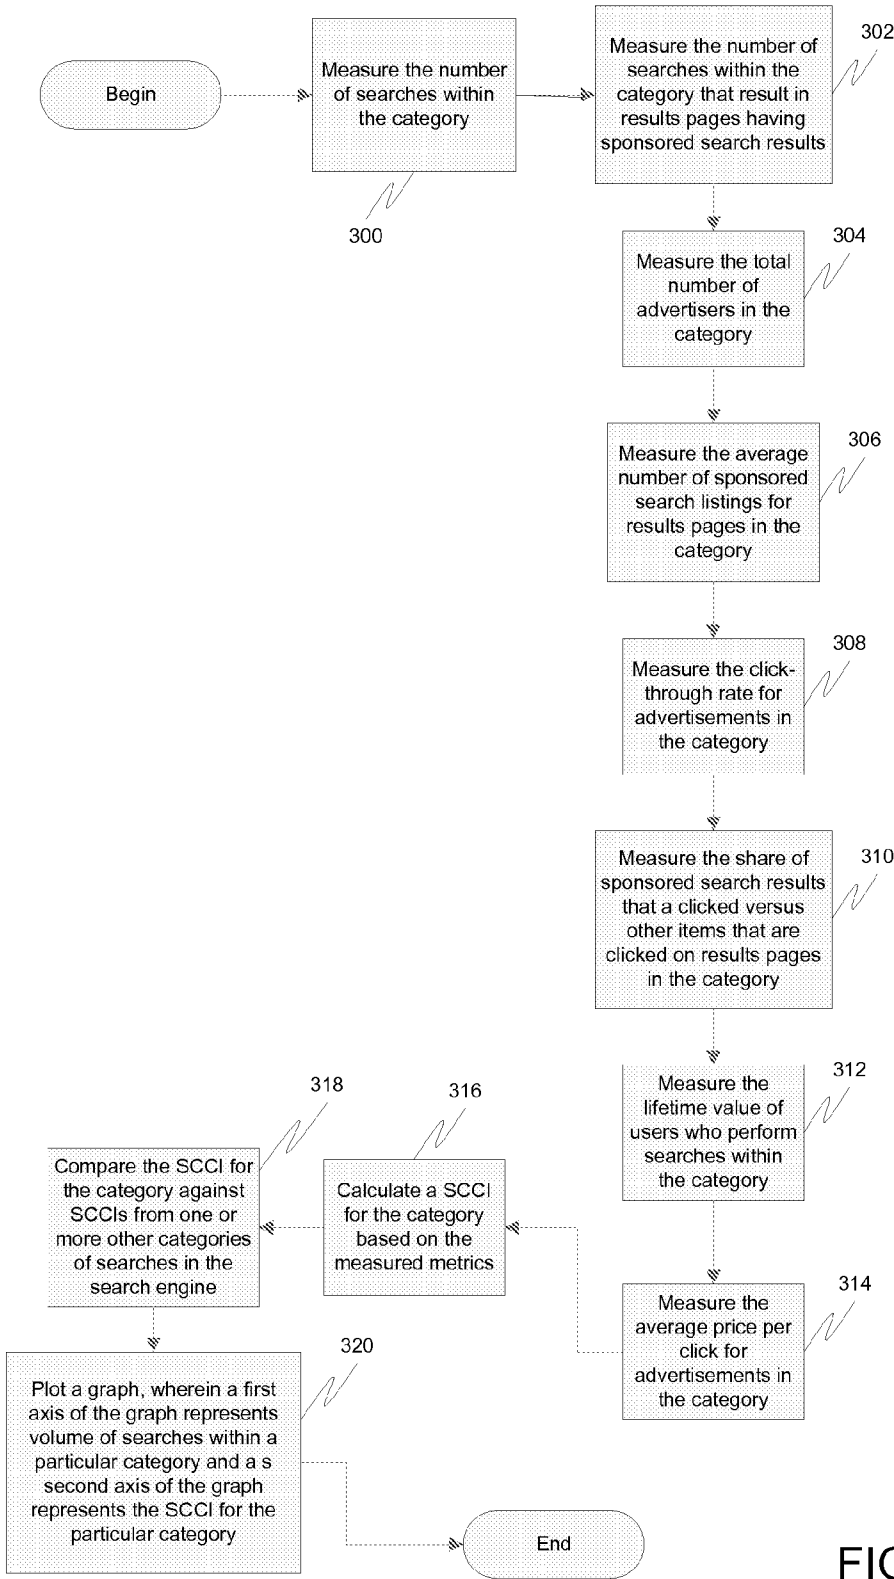 Begin
Measure the number
of searches within
the category
300
Measure the number of
searches within the
category that result in
results pages having
sponsored search results
302
Measure the total
number of
advertisers in the
category
304
Measure the average
number of sponsored
search listings for
results pages in the
category
306
Measure the click-
through rate for
advertisements in
the category
308
Measure the share of
sponsored search results
that a clicked versus
other items that are
clicked on results pages
in the category
310
Measure the
lifetime value of
users who perform
searches within
the category
312
Measure the
average price per
click for
advertisements in
the category
314
Calculate a SCCI
for the category
based on the
measured metrics
316
Compare the SCCI for
the category against
SCCIs from one or
more other categories
of searches in the
search engine
318
Plot a graph, wherein a first
axis of the graph represents
volume of searches within a
particular category and a s
second axis of the graph
represents the SCCI for the
particular category
320
End
FIG